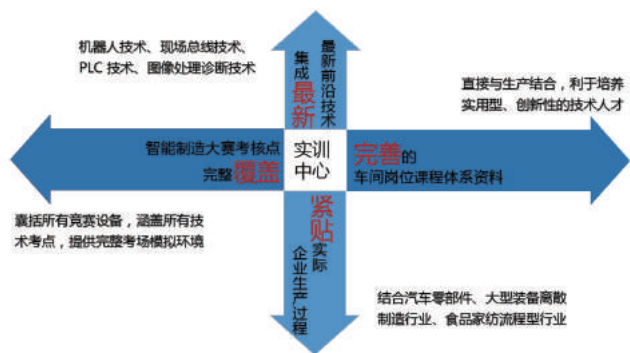 机器人技术、现场总线技术、
PLC 技术、图像处理诊断技术
集成最新
最新前沿技术
直接与生产结合，利于培养
实用型、创新性的技术人才
智能制造大赛考核点
完整覆盖
实训
中心
完善的
车间岗位课程体系资料
囊括所有竞赛设备，涵盖所有技
术考点，提供完整考场模拟环境
紧贴实际
企业生产过程
结合汽车零部件、大型装备离散
制造行业、食品家纺流程型行业